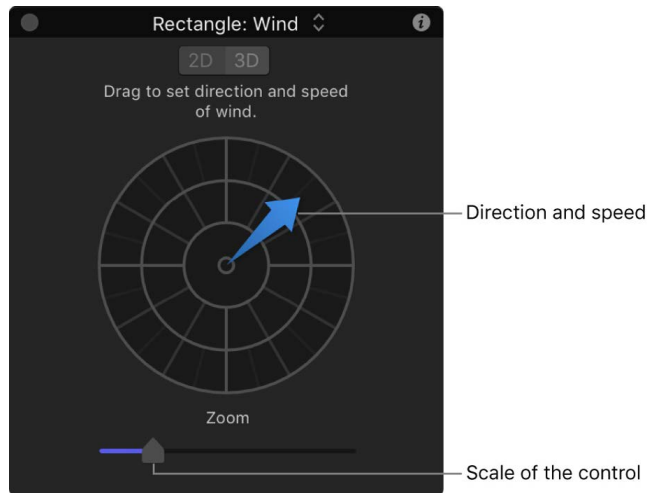 Rectangle: Wind
2D 3D
Drag to set direction and speed
of wind.
Direction and speed
Zoom
Scale of the control